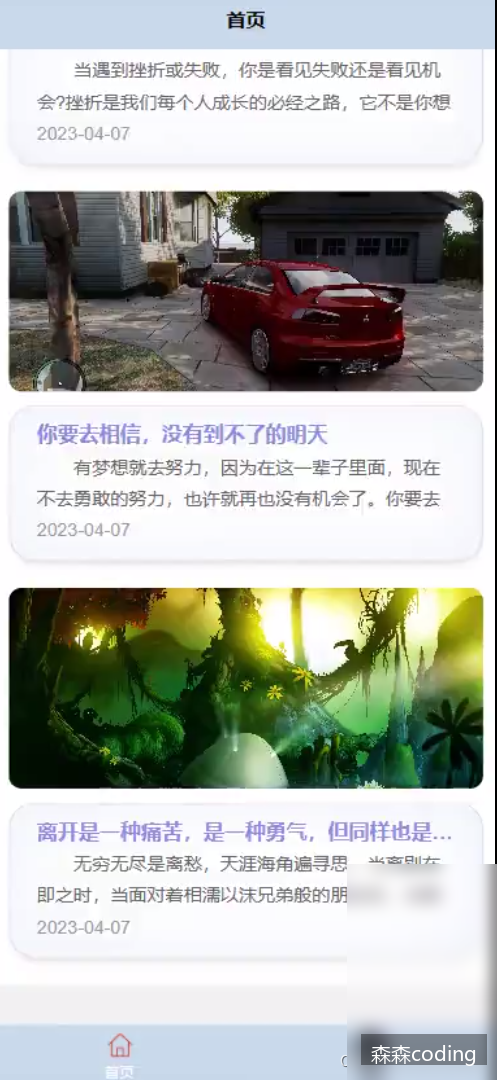 首页
当遇到挫折或失败，你是看见失败还是看见机
会?挫折是我们每个人成长的必经之路，它不是你想
2023-04-07
你要去相信，没有到不了的明天
有梦想就去努力，因为在这一辈子里面，现在
不去勇敢的努力，也许就再也没有机会了。你要去
2023-04-07
离开是一种痛苦，是一种勇气，但同样也是...
无穷无尽是离愁，天涯海角遍寻思。当离别在
即之时，当面对着相濡以沫兄弟般的朋
2023-04-07
首页
森森coding